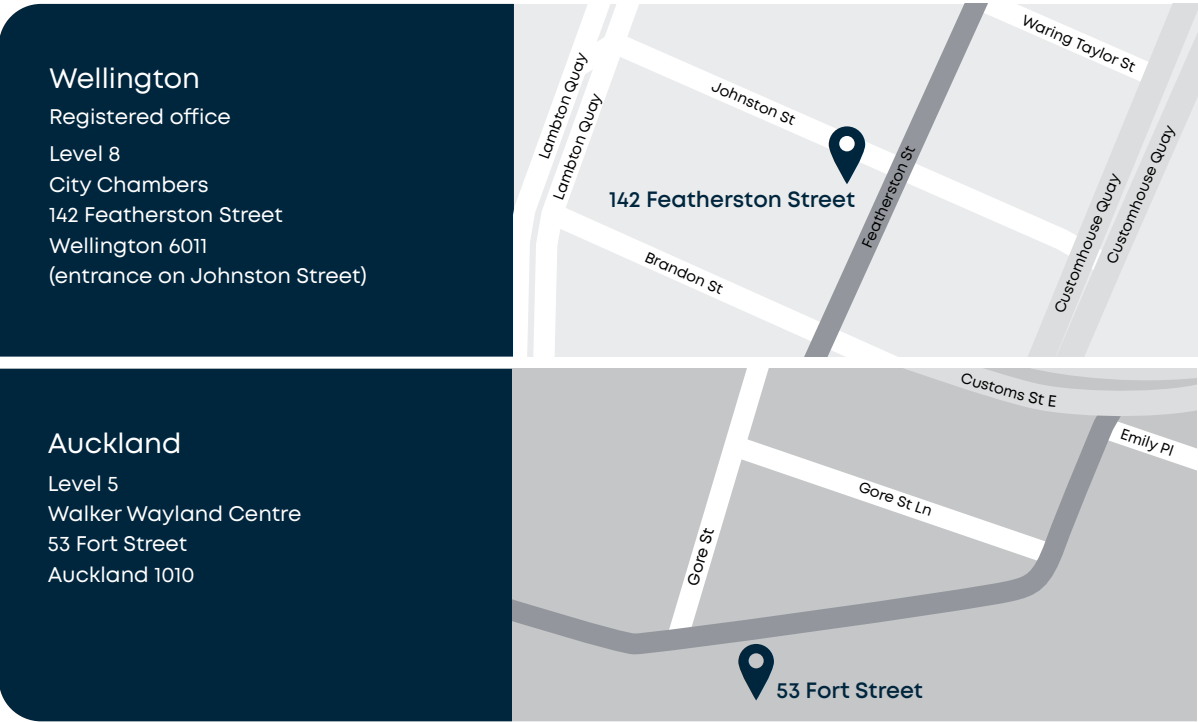 Wellington
Registered office
Level 8
City Chambers
142 Featherston Street
Wellington 6011
(entrance on Johnston Street)
Lambton Quay
Lambton Quay
Johnston St
Waring Taylor St
142 Featherston Street
Featherston St
Customhouse Quay
Customhouse Quay
Brandon St
Auckland
Level 5
Walker Wayland Centre
53 Fort Street
Auckland 1010
Customs St E
Emily Pl
Gore St Ln
Gore St
53 Fort Street